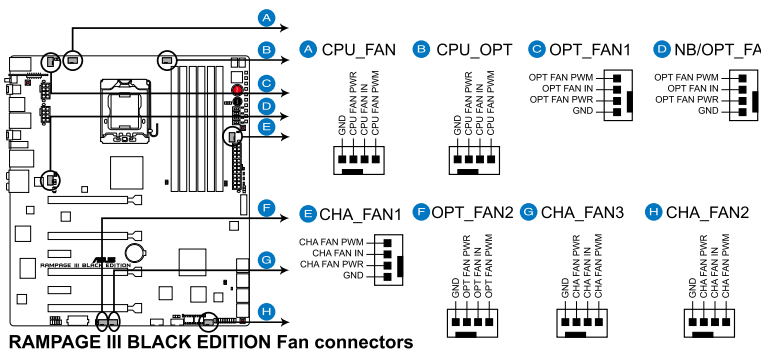 A
B
C
D
E
F
G
H
ASUS
RAMPAGE III BLACK EDITION
A CPU_FAN
GND
CPU FAN PWR
CPU FAN IN
CPU FAN PWM
B CPU_OPT
GND
CPU FAN PWR
CPU FAN IN
CPU FAN PWM
C OPT_FAN1
OPT FAN PWM
OPT FAN IN
OPT FAN PWR
GND
D NB/OPT_FA
OPT FAN PWM
OPT FAN IN
OPT FAN PWR
GND
E CHA_FAN1
CHA FAN PWM
CHA FAN IN
CHA FAN PWR
GND
F OPT_FAN2
GND
OPT FAN PWR
OPT FAN IN
OPT FAN PWM
G CHA_FAN3
GND
CHA FAN PWR
CHA FAN IN
CHA FAN PWM
H CHA_FAN2
GND
CHA FAN PWR
CHA FAN IN
CHA FAN PWM
RAMPAGE III BLACK EDITION Fan connectors